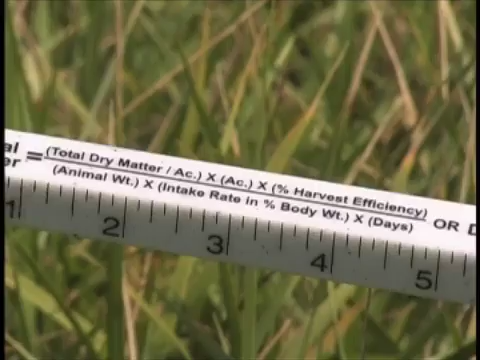 al
er = (Total Dry Matter / Ac.) X (Ac.) X (% Harvest Efficiency) OR D
(Animal Wt.) X (Intake Rate in % Body Wt.) X (Days)
1 2 3 4 5